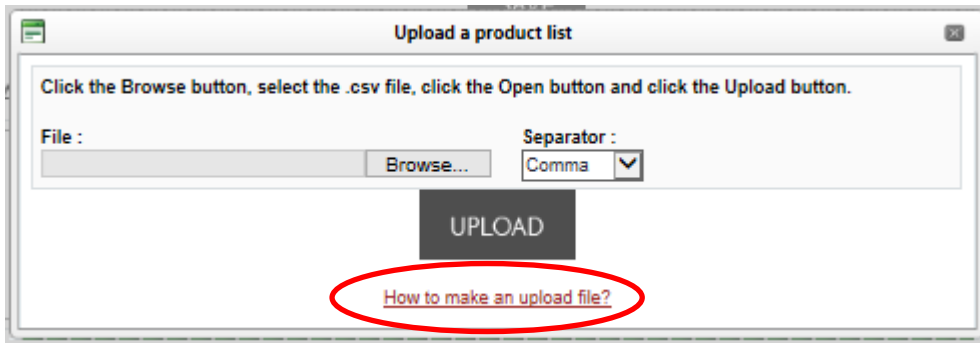 Upload a product list
Click the Browse button, select the .csv file, click the Open button and click the Upload button.
File :
Separator :
Browse...
Comma
UPLOAD
How to make an upload file?